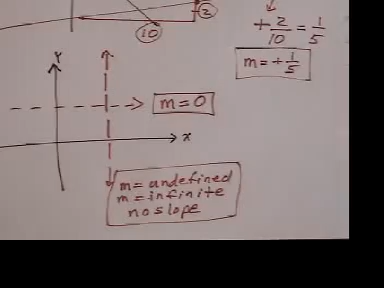 2
10
+2/10 = 1/5
m = + 1/5
Y
m = 0
x
m = undefined
m = infinite
no slope